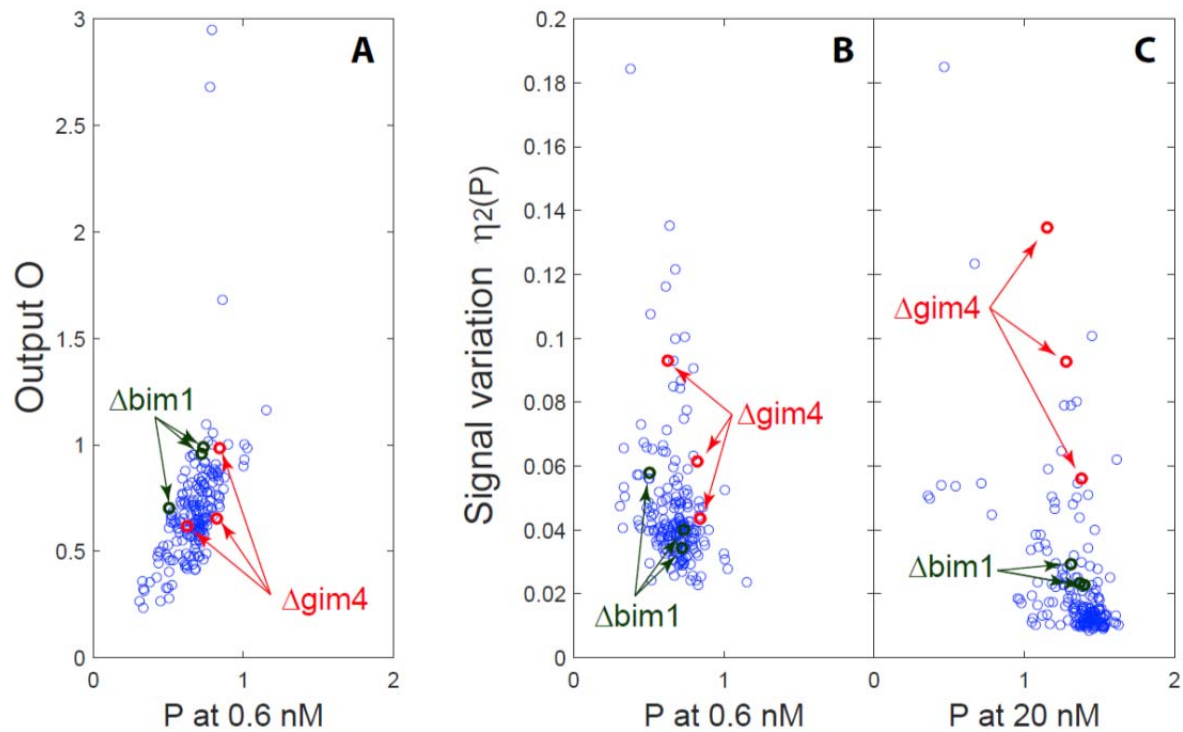 A
3
2.5
2
1.5
1
0.5
0
Output O
Δbim1
Δgim4
0 1 2
P at 0.6 nM
B
0.2
0.18
0.16
0.14
0.12
0.1
0.08
0.06
0.04
0.02
0
Signal variation η2(P)
Δgim4
Δbim1
0 1 2
P at 0.6 nM
C
Δgim4
Δbim1
0 1 2
P at 20 nM